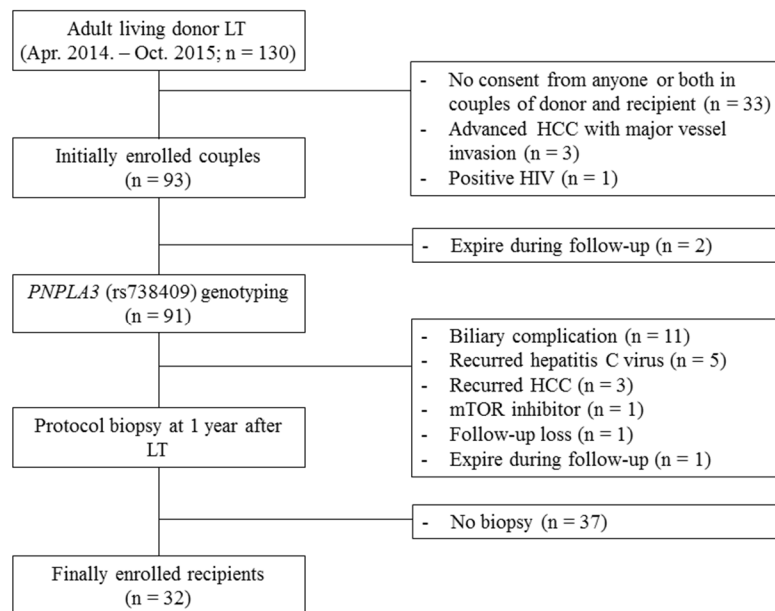 Adult living donor LT
(Apr. 2014. – Oct. 2015; n = 130)
- No consent from anyone or both in
couples of donor and recipient (n = 33)
- Advanced HCC with major vessel
invasion (n = 3)
- Positive HIV (n = 1)
Initially enrolled couples
(n = 93)
- Expire during follow-up (n = 2)
PNPLA3 (rs738409) genotyping
(n = 91)
- Biliary complication (n = 11)
- Recurred hepatitis C virus (n = 5)
- Recurred HCC (n = 3)
- mTOR inhibitor (n = 1)
- Follow-up loss (n = 1)
- Expire during follow-up (n = 1)
Protocol biopsy at 1 year after
LT
- No biopsy (n = 37)
Finally enrolled recipients
(n = 32)